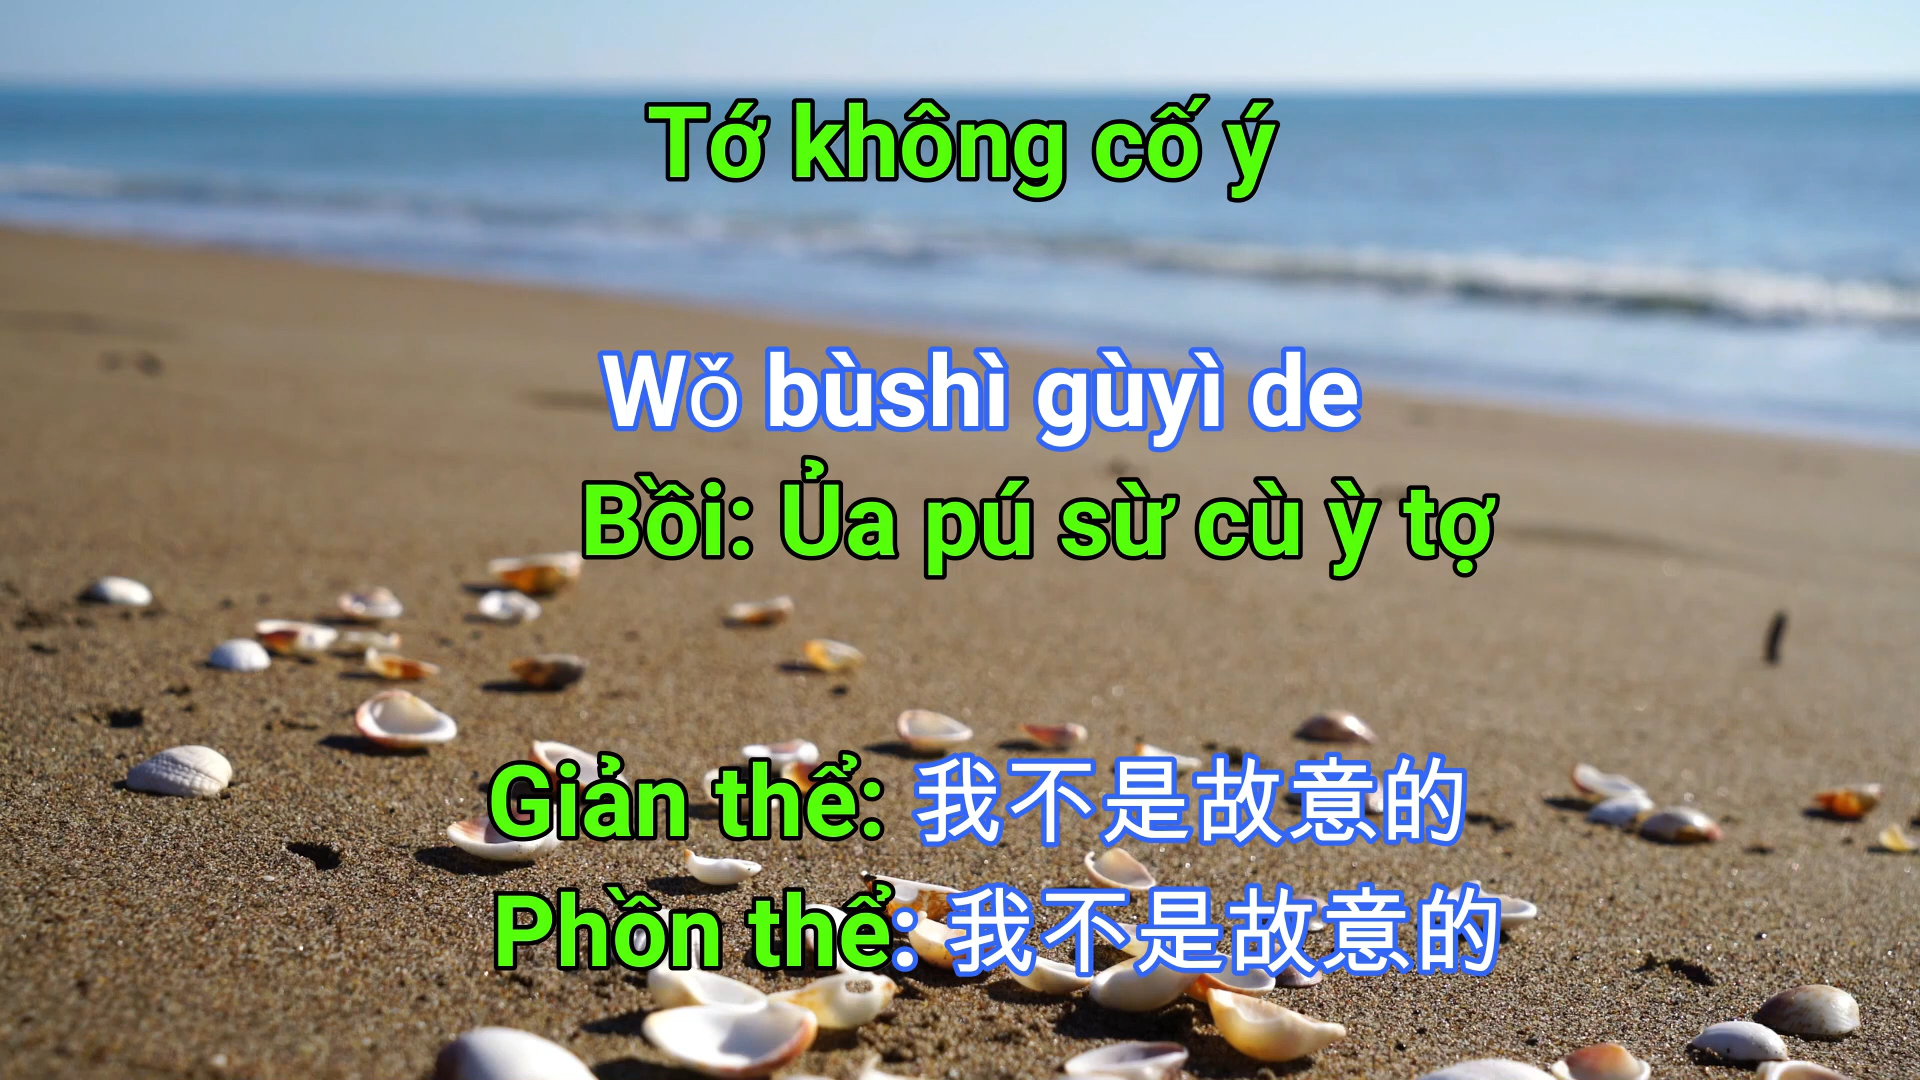 Tớ không cố ý
Wǒ bùshì gùyì de
Bồi: Ủa pú sừ cù ỳ tợ
Giản thể: 我不是故意的
Phồn thể: 我不是故意的